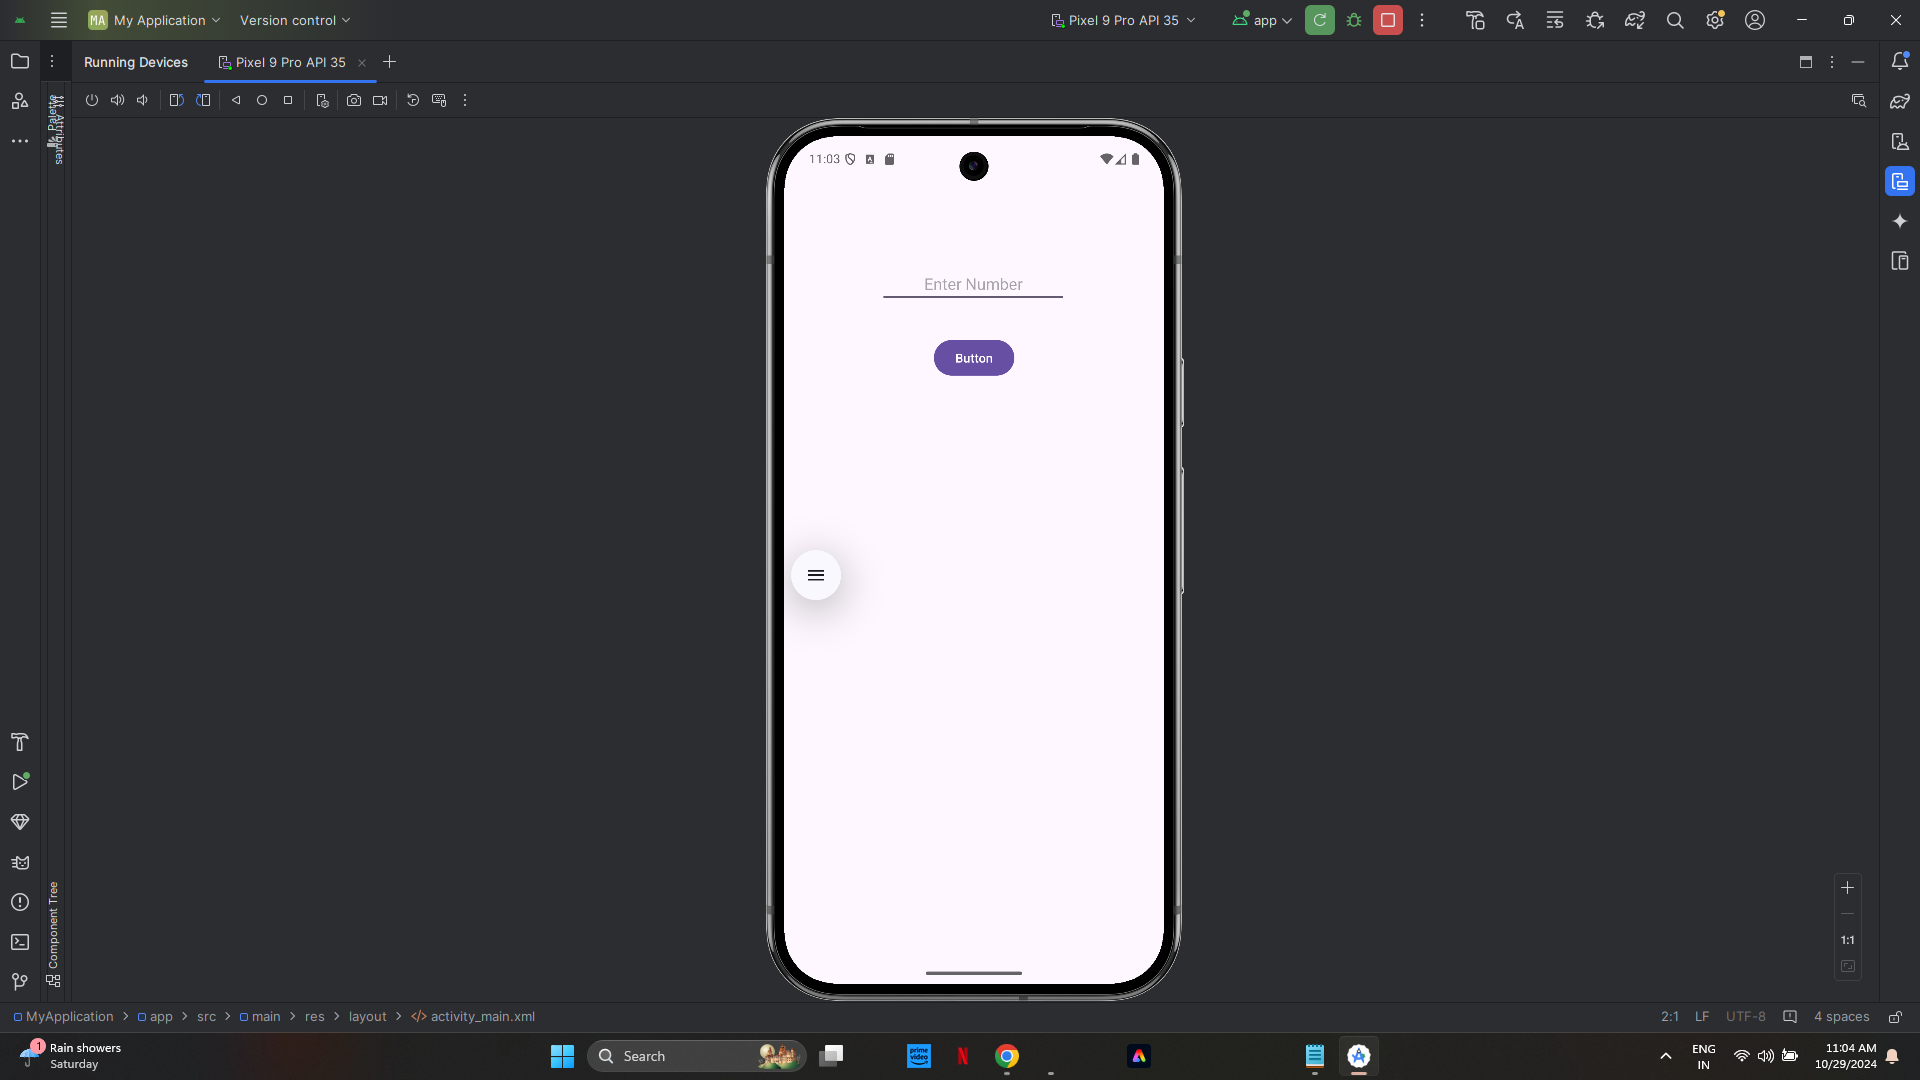 MA My Application
Version control
Pixel 9 Pro API 35
app
Running Devices
Pixel 9 Pro API 35
Palette
Attributes
11:03
Enter Number
Button
1:1
Component Tree
MyApplication
app
src
main
res
layout
activity_main.xml
2:1
LF
UTF-8
4 spaces
1
Rain showers
Saturday
Search
prime video
N
ENG
IN
11:04 AM
10/29/2024